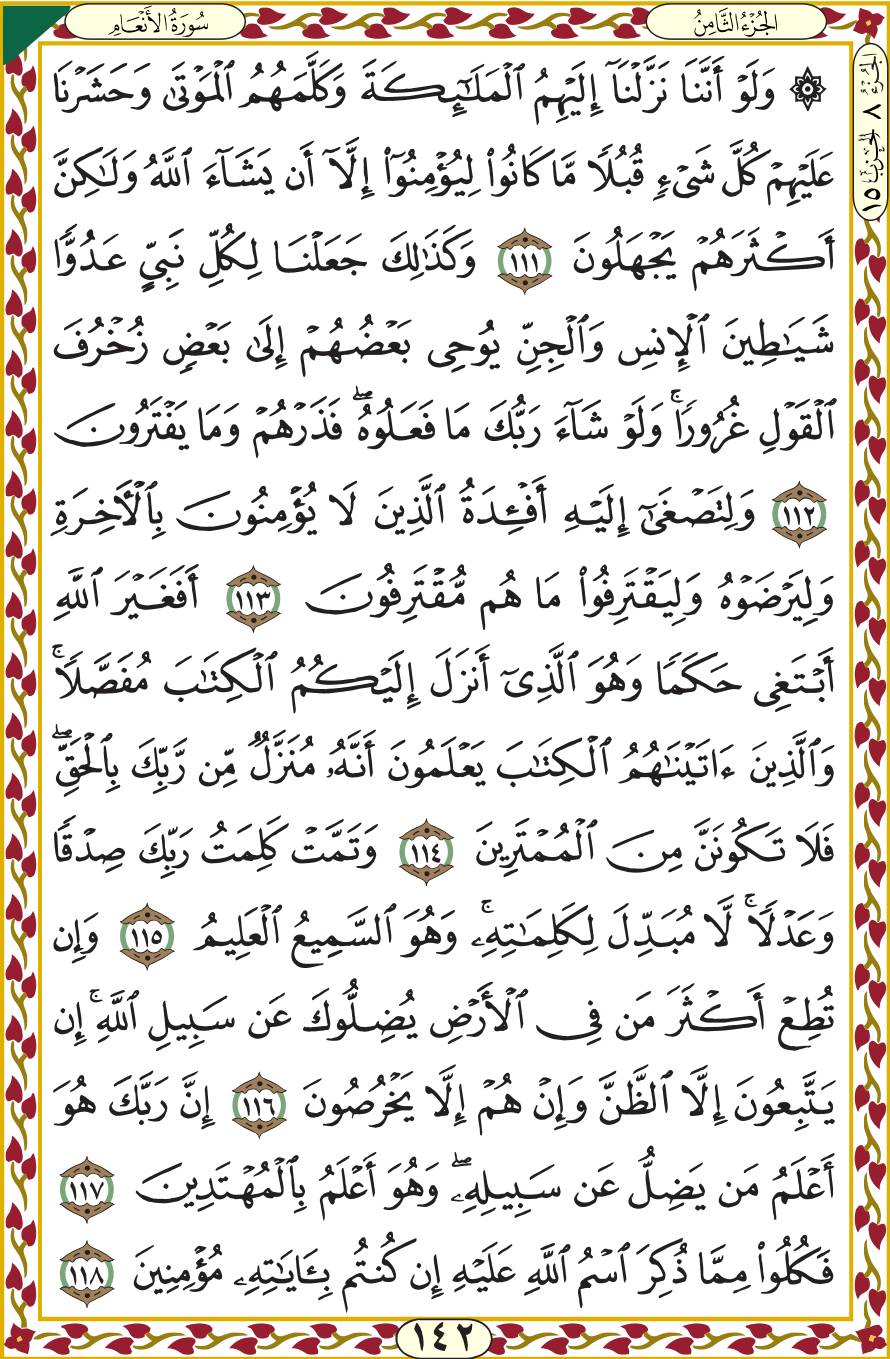 سُورَةُ الأَنْعَامِ
الجُزْءُ الثَّامِنُ
الجُزْءُ ٨ الحِزْبُ ١٥
۞ وَلَوْ أَنَّنَا نَزَّلْنَآ إِلَيْهِمُ ٱلْمَلَٰٓئِكَةَ وَكَلَّمَهُمُ ٱلْمَوْتَىٰ وَحَشَرْنَا
عَلَيْهِمْ كُلَّ شَىْءٍ قُبُلًا مَّا كَانُوا۟ لِيُؤْمِنُوٓا۟ إِلَّآ أَن يَشَآءَ ٱللَّهُ وَلَٰكِنَّ
أَكْثَرَهُمْ يَجْهَلُونَ ١١١ وَكَذَٰلِكَ جَعَلْنَا لِكُلِّ نَبِىٍّ عَدُوًّا
شَيَٰطِينَ ٱلْإِنسِ وَٱلْجِنِّ يُوحِى بَعْضُهُمْ إِلَىٰ بَعْضٍ زُخْرُفَ
ٱلْقَوْلِ غُرُورًا ۚ وَلَوْ شَآءَ رَبُّكَ مَا فَعَلُوهُ ۖ فَذَرْهُمْ وَمَا يَفْتَرُونَ
١١٢ وَلِتَصْغَىٰٓ إِلَيْهِ أَفْـِٔدَةُ ٱلَّذِينَ لَا يُؤْمِنُونَ بِٱلْـَٔاخِرَةِ
وَلِيَرْضَوْهُ وَلِيَقْتَرِفُوا۟ مَا هُم مُّقْتَرِفُونَ ١١٣ أَفَغَيْرَ ٱللَّهِ
أَبْتَغِى حَكَمًا وَهُوَ ٱلَّذِىٓ أَنزَلَ إِلَيْكُمُ ٱلْكِتَٰبَ مُفَصَّلًا ۚ
وَٱلَّذِينَ ءَاتَيْنَٰهُمُ ٱلْكِتَٰبَ يَعْلَمُونَ أَنَّهُۥ مُنَزَّلٌ مِّن رَّبِّكَ بِٱلْحَقِّ ۖ
فَلَا تَكُونَنَّ مِنَ ٱلْمُمْتَرِينَ ١١٤ وَتَمَّتْ كَلِمَتُ رَبِّكَ صِدْقًا
وَعَدْلًا ۚ لَّا مُبَدِّلَ لِكَلِمَٰتِهِۦ ۚ وَهُوَ ٱلسَّمِيعُ ٱلْعَلِيمُ ١١٥ وَإِن
تُطِعْ أَكْثَرَ مَن فِى ٱلْأَرْضِ يُضِلُّوكَ عَن سَبِيلِ ٱللَّهِ ۚ إِن
يَتَّبِعُونَ إِلَّا ٱلظَّنَّ وَإِنْ هُمْ إِلَّا يَخْرُصُونَ ١١٦ إِنَّ رَبَّكَ هُوَ
أَعْلَمُ مَن يَضِلُّ عَن سَبِيلِهِۦ ۖ وَهُوَ أَعْلَمُ بِٱلْمُهْتَدِينَ ١١٧
فَكُلُوا۟ مِمَّا ذُكِرَ ٱسْمُ ٱللَّهِ عَلَيْهِ إِن كُنتُم بِـَٔايَٰتِهِۦ مُؤْمِنِينَ ١١٨
١٤٢